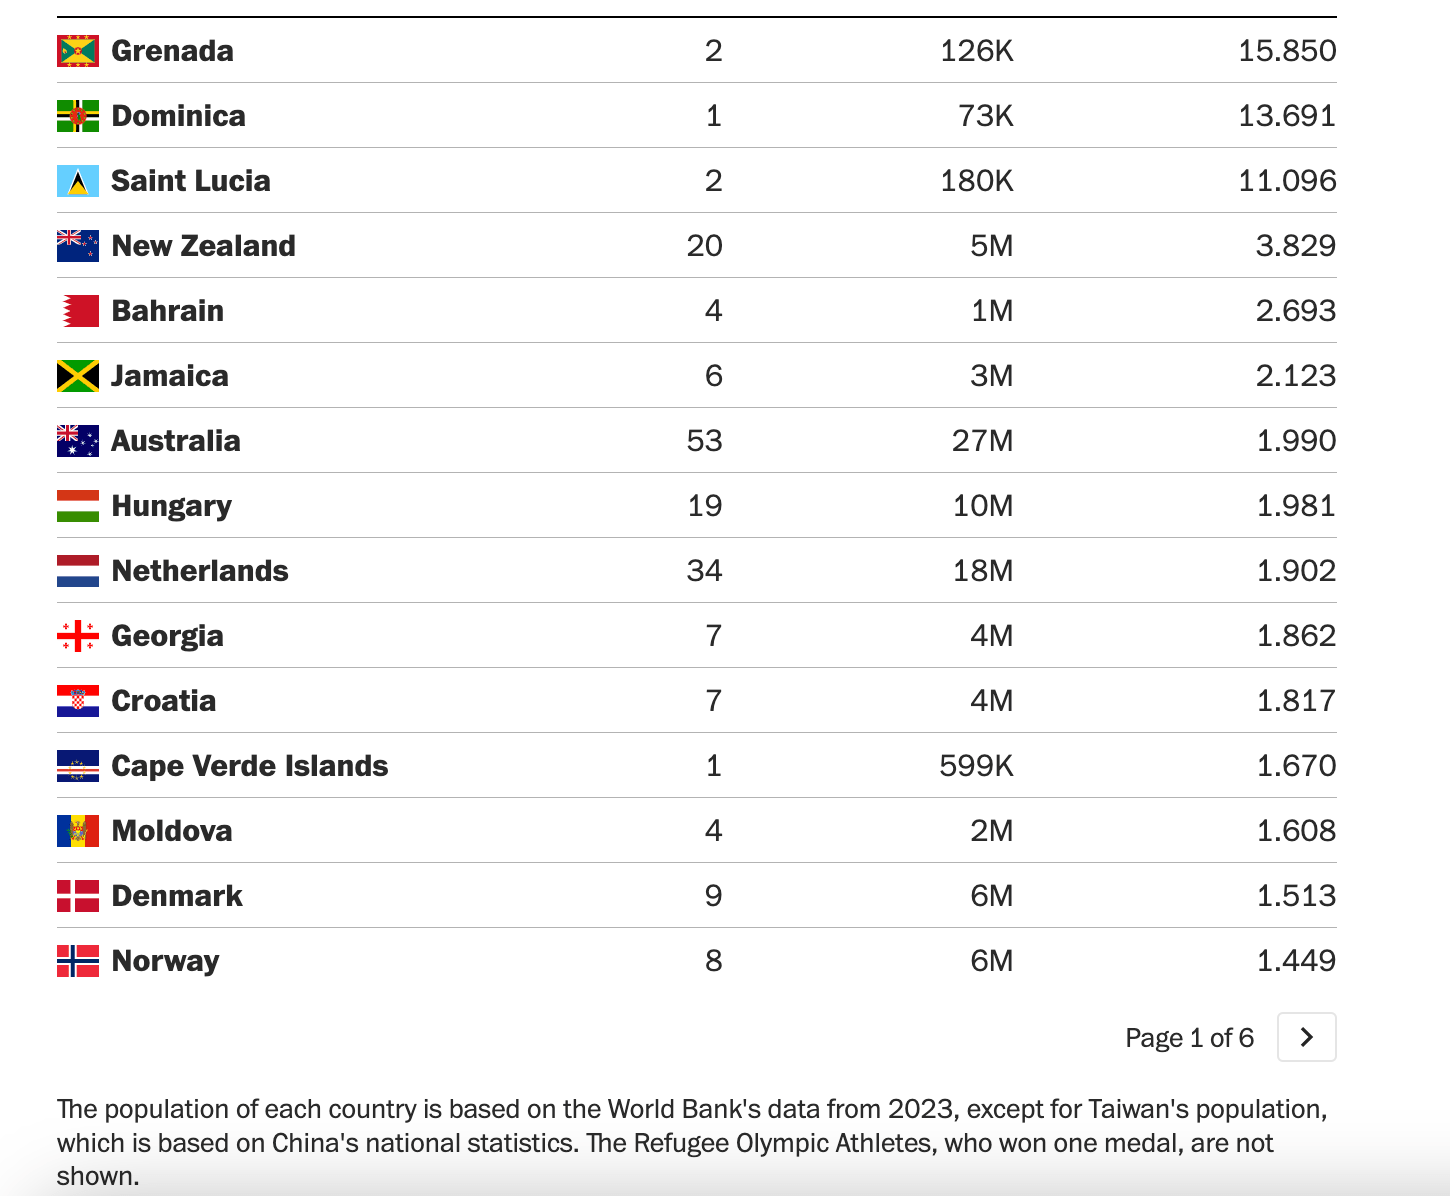 Grenada 2 126K 15.850
Dominica 1 73K 13.691
Saint Lucia 2 180K 11.096
New Zealand 20 5M 3.829
Bahrain 4 1M 2.693
Jamaica 6 3M 2.123
Australia 53 27M 1.990
Hungary 19 10M 1.981
Netherlands 34 18M 1.902
Georgia 7 4M 1.862
Croatia 7 4M 1.817
Cape Verde Islands 1 599K 1.670
Moldova 4 2M 1.608
Denmark 9 6M 1.513
Norway 8 6M 1.449
Page 1 of 6
The population of each country is based on the World Bank's data from 2023, except for Taiwan's population,
which is based on China's national statistics. The Refugee Olympic Athletes, who won one medal, are not
shown.